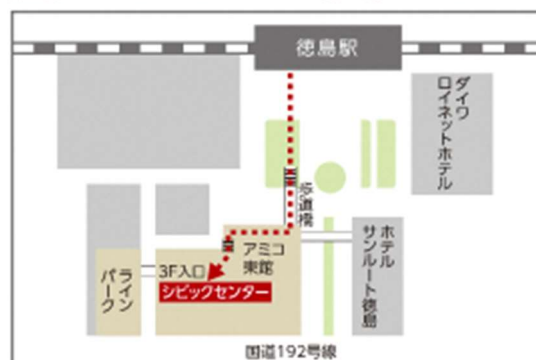 徳島駅
ダイワ
ロイネットホテル
歩道橋
アミコ
東館
ホテル
サンルート徳島
ライン
パーク
3F入口
シビックセンター
国道192号線